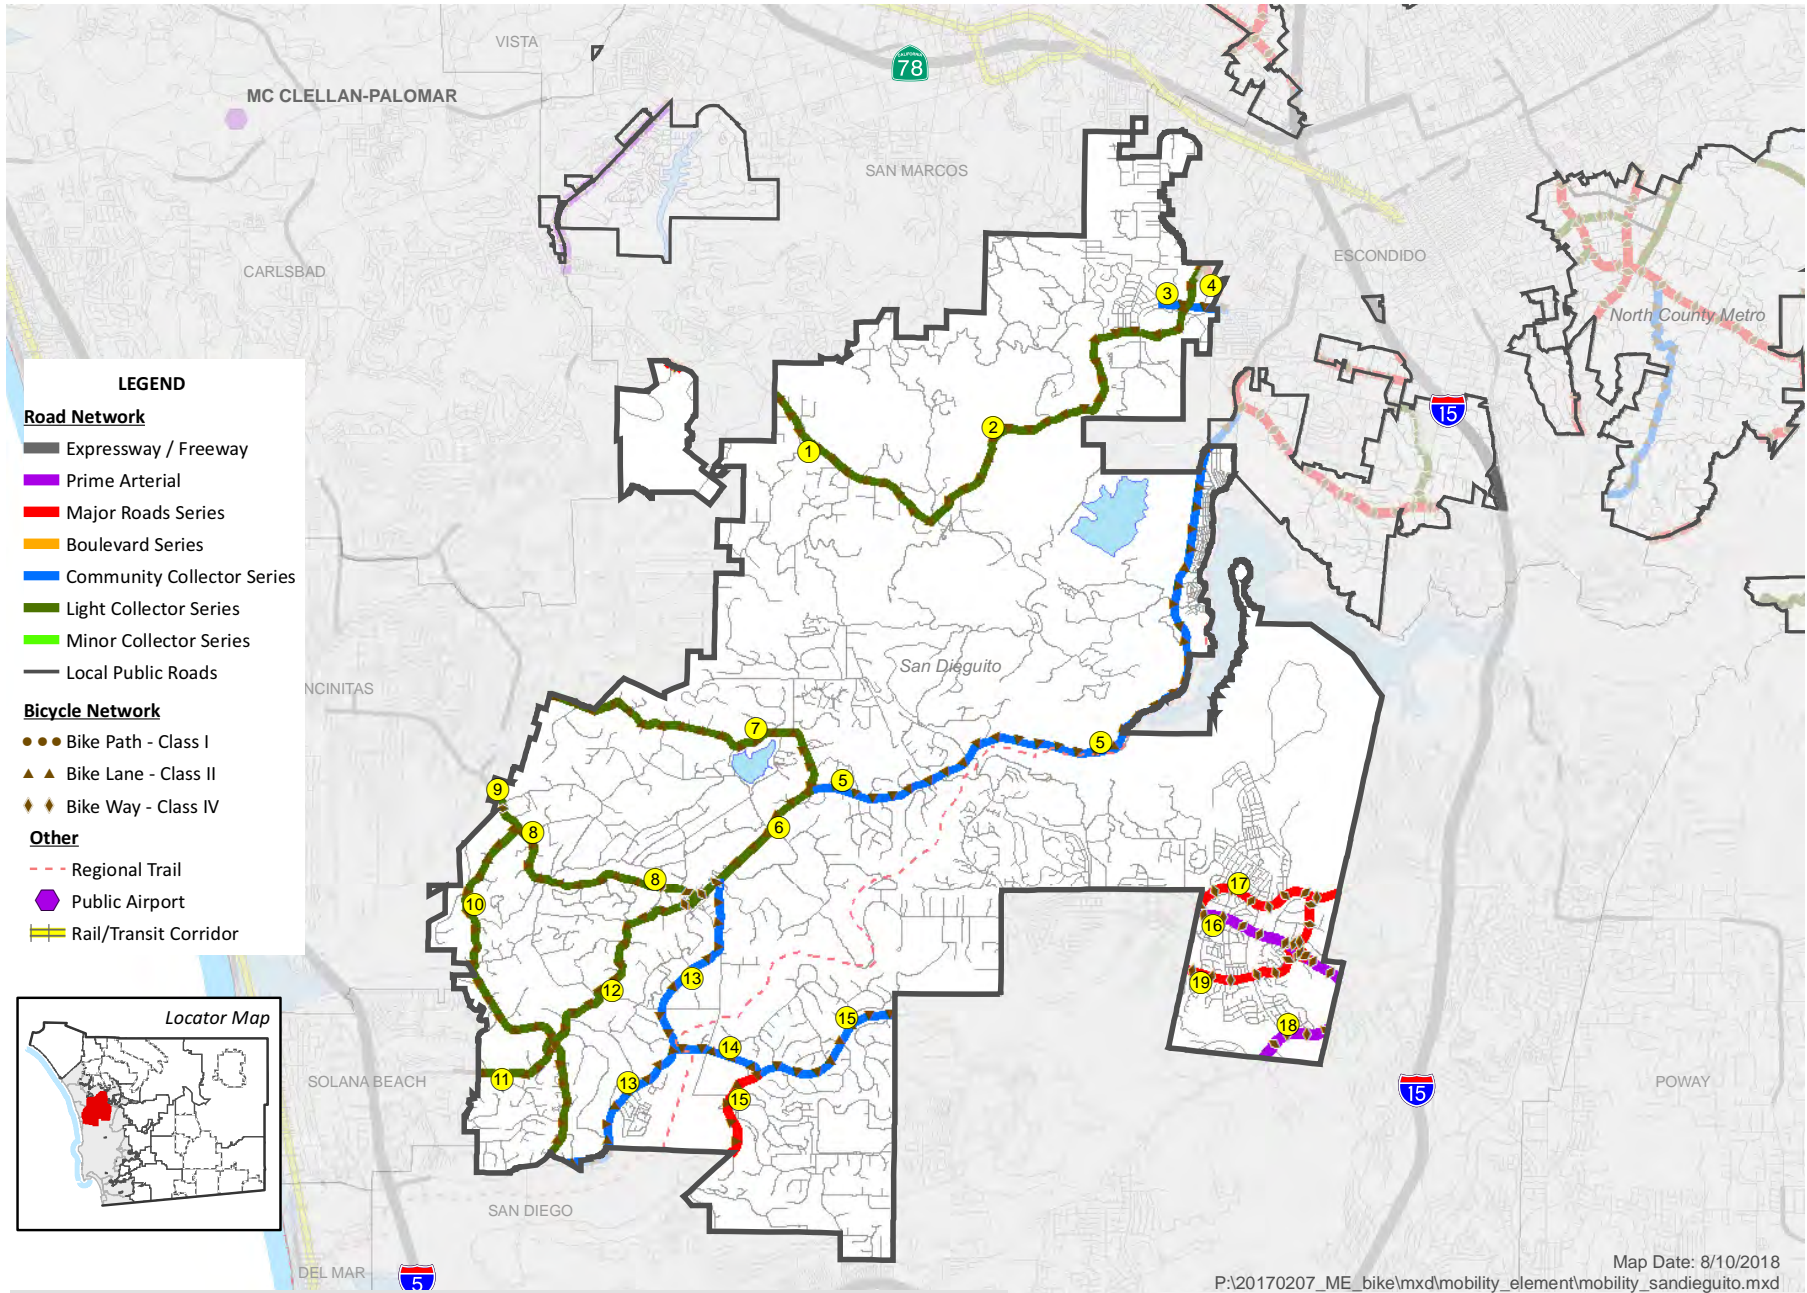 VISTA
CALIFORNIA
78
MC CLELLAN-PALOMAR
SAN MARCOS
ESCONDIDO
CARLSBAD
North County Metro
3
4
15
2
1
LEGEND
Road Network
Expressway / Freeway
Prime Arterial
Major Roads Series
Boulevard Series
Community Collector Series
Light Collector Series
Minor Collector Series
Local Public Roads
Bicycle Network
Bike Path - Class I
Bike Lane - Class II
Bike Way - Class IV
Other
Regional Trail
Public Airport
Rail/Transit Corridor
San Dieguito
NCINITAS
7
5
5
9
6
8
8
17
10
16
13
19
12
15
18
14
13
11
15
Locator Map
SOLANA BEACH
15
POWAY
SAN DIEGO
DEL MAR
5
Map Date: 8/10/2018
P:\20170207_ME_bike\mxd\mobility_element\mobility_sandieguito.mxd